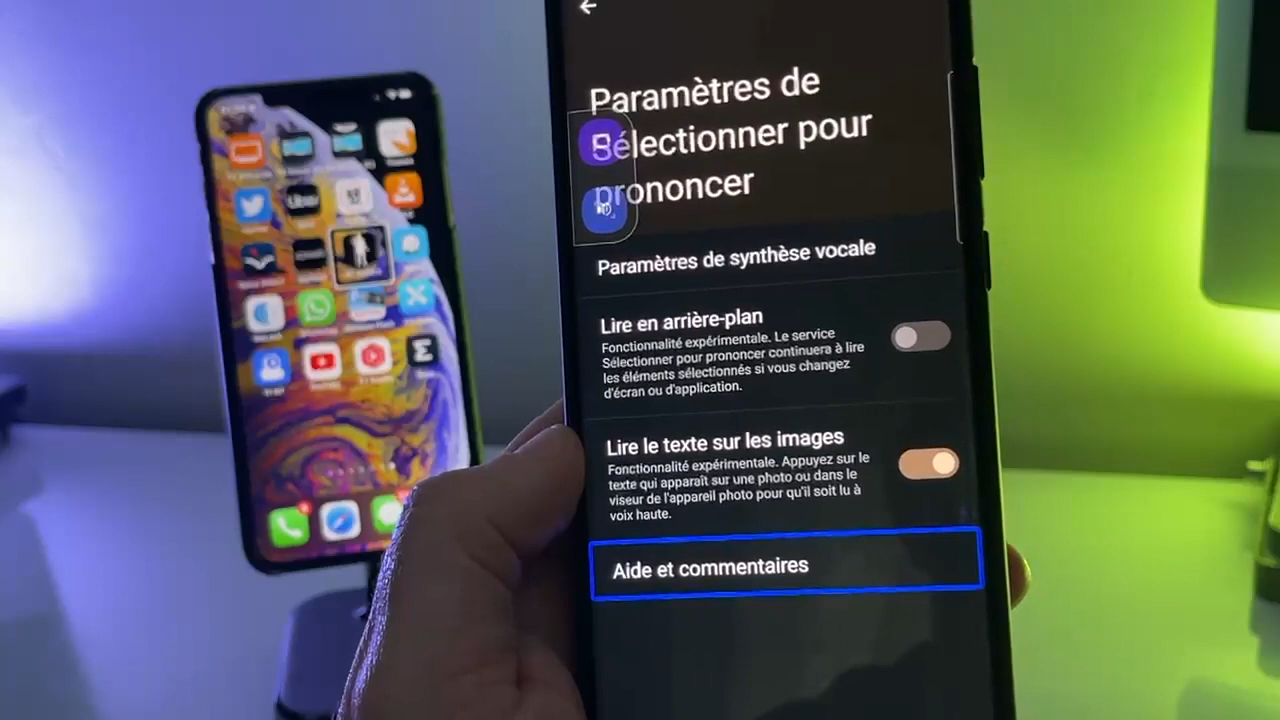 Paramètres de
Sélectionner pour
prononcer
Paramètres de synthèse vocale
Lire en arrière-plan
Fonctionnalité expérimentale. Le service
Sélectionner pour prononcer continuera à lire
les éléments sélectionnés si vous changez
d'écran ou d'application.
Lire le texte sur les images
Fonctionnalité expérimentale. Appuyez sur le
texte qui apparaît sur une photo ou dans le
viseur de l'appareil photo pour qu'il soit lu à
voix haute.
Aide et commentaires